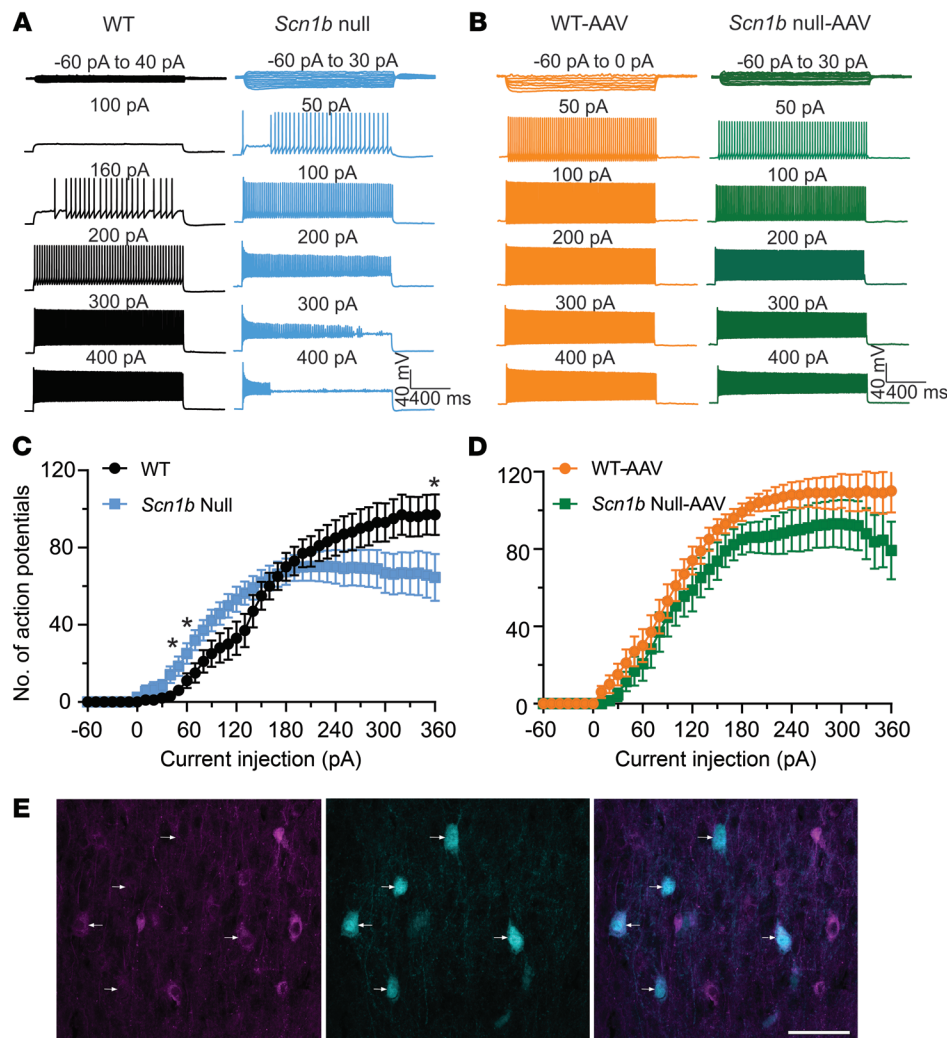 A
WT
Scn1b null
-60 pA to 40 pA
-60 pA to 30 pA
100 pA
50 pA
160 pA
100 pA
200 pA
200 pA
300 pA
300 pA
400 pA
400 pA
40 mV
400 ms
B
WT-AAV
Scn1b null-AAV
-60 pA to 0 pA
-60 pA to 30 pA
50 pA
50 pA
100 pA
100 pA
200 pA
200 pA
300 pA
300 pA
400 pA
400 pA
40 mV
400 ms
C
WT
Scn1b Null
*
*
*
No. of action potentials
120
80
40
0
-60 0 60 120 180 240 300 360
Current injection (pA)
D
WT-AAV
Scn1b Null-AAV
120
80
40
0
-60 0 60 120 180 240 300 360
Current injection (pA)
E